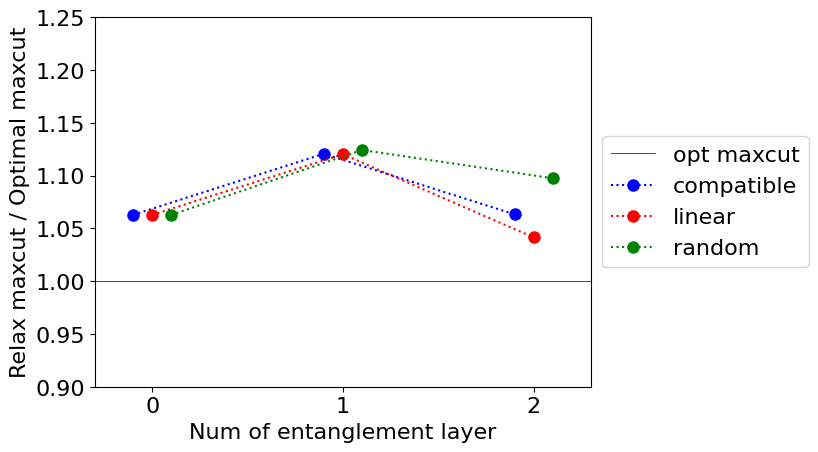 Relax maxcut / Optimal maxcut
1.25
1.20
1.15
1.10
1.05
1.00
0.95
0.90
0
1
2
Num of entanglement layer
opt maxcut
compatible
linear
random